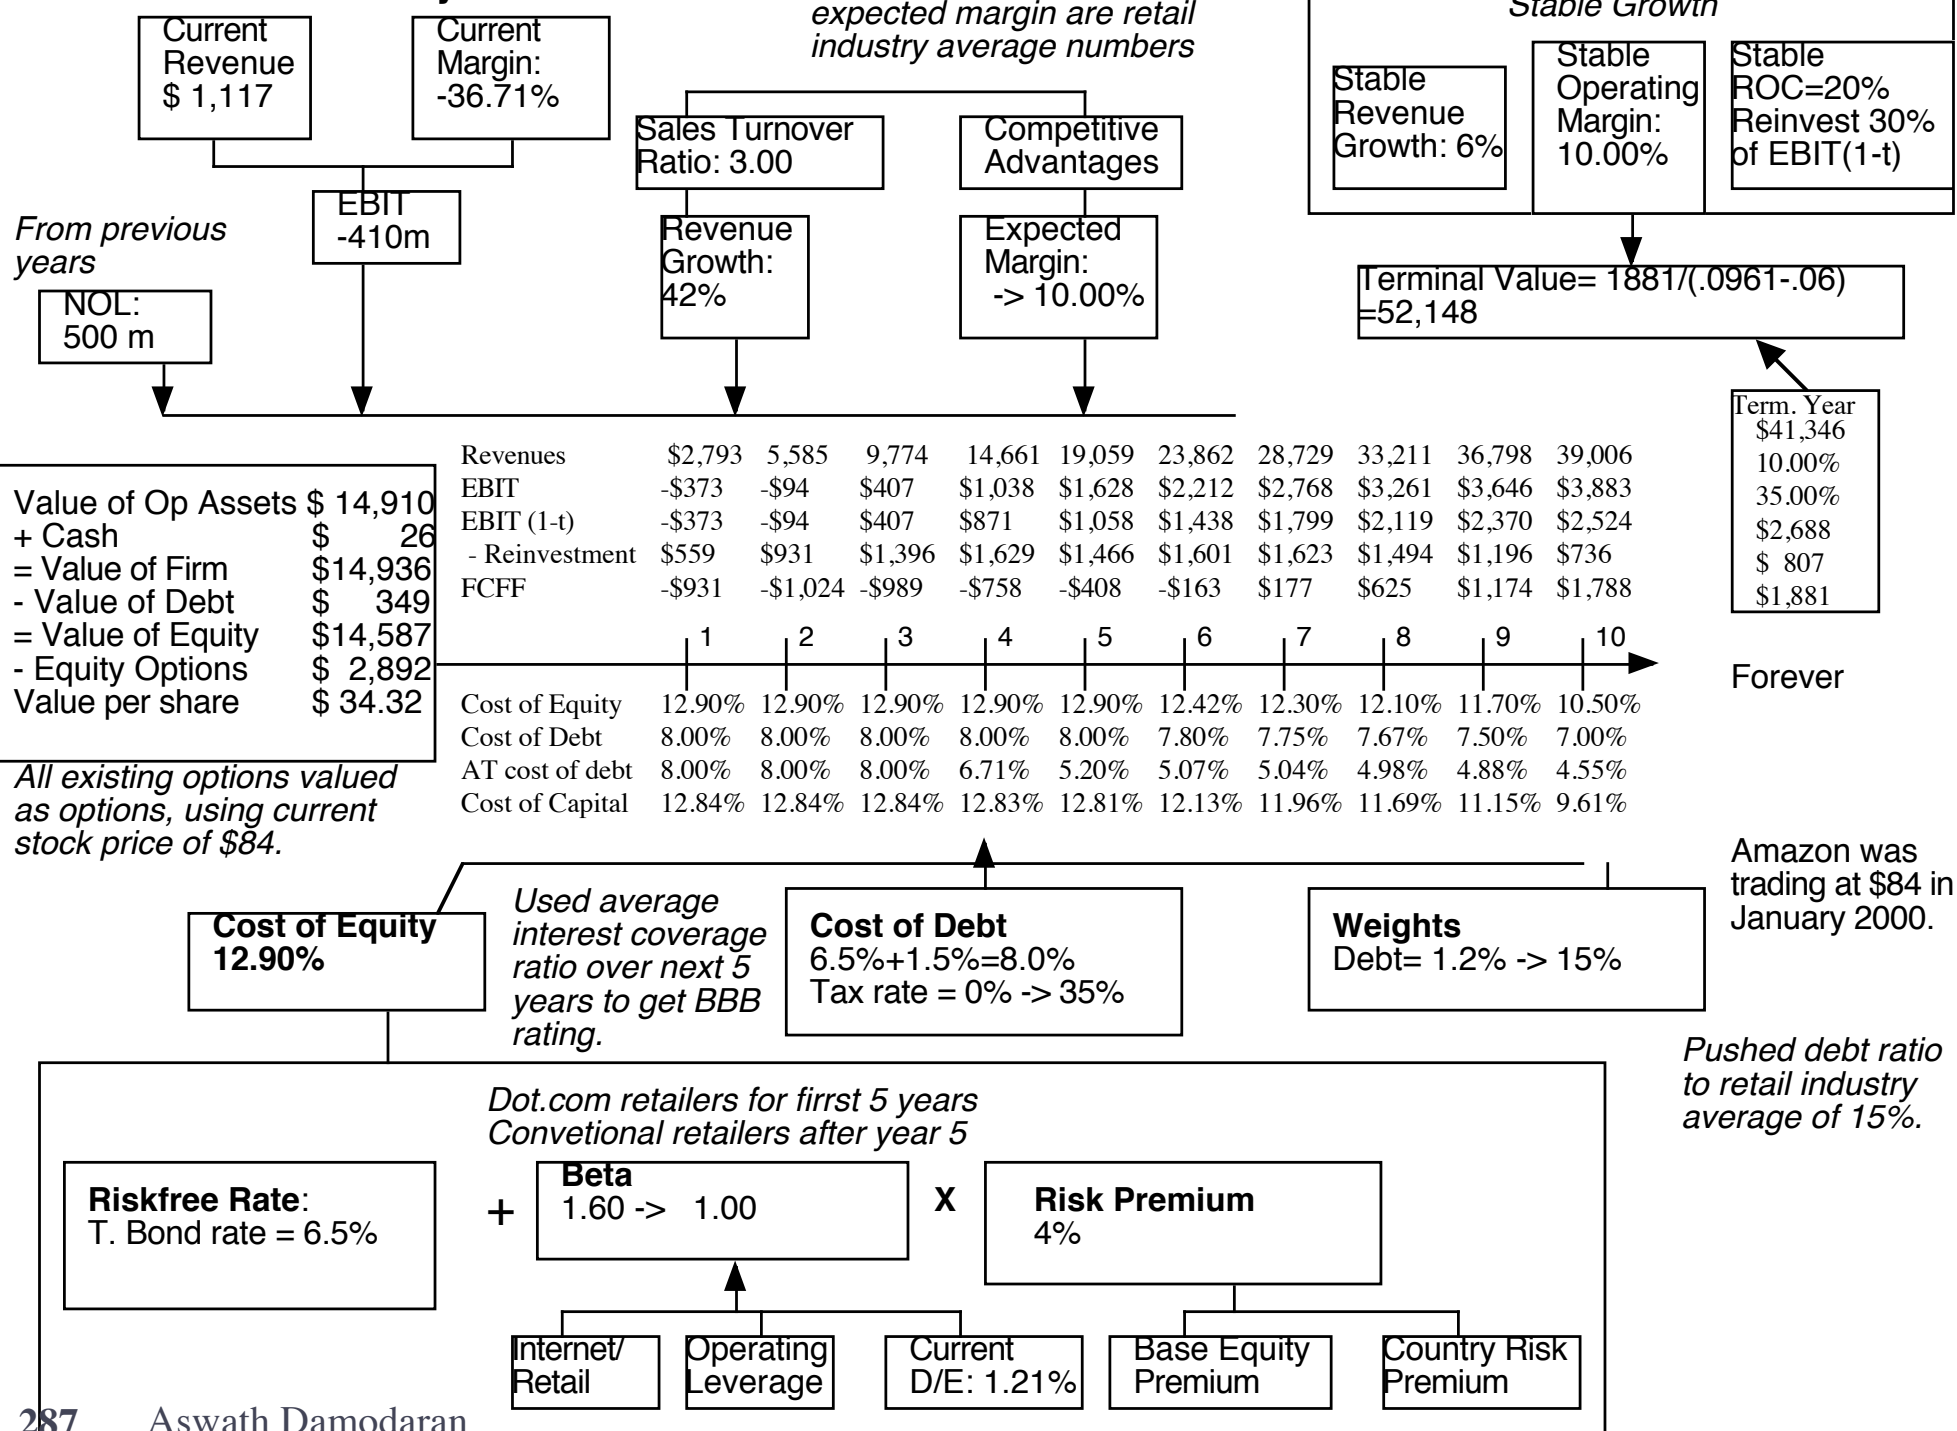 expected margin are retail
industry average numbers
Stable Growth
Current
Revenue
$ 1,117
Current
Margin:
-36.71%
Sales Turnover
Ratio: 3.00
Competitive
Advantages
Stable
Revenue
Growth: 6%
Stable
Operating
Margin:
10.00%
Stable
ROC=20%
Reinvest 30%
of EBIT(1-t)
From previous
years
EBIT
-410m
Revenue
Growth:
42%
Expected
Margin:
-> 10.00%
NOL:
500 m
Terminal Value= 1881/(.0961-.06)
=52,148
Term. Year
$41,346
10.00%
35.00%
$2,688
$ 807
$1,881
Revenues $2,793 5,585 9,774 14,661 19,059 23,862 28,729 33,211 36,798 39,006
EBIT -$373 -$94 $407 $1,038 $1,628 $2,212 $2,768 $3,261 $3,646 $3,883
EBIT (1-t) -$373 -$94 $407 $871 $1,058 $1,438 $1,799 $2,119 $2,370 $2,524
- Reinvestment $559 $931 $1,396 $1,629 $1,466 $1,601 $1,623 $1,494 $1,196 $736
FCFF -$931 -$1,024 -$989 -$758 -$408 -$163 $177 $625 $1,174 $1,788
1 2 3 4 5 6 7 8 9 10
Forever
Value of Op Assets $ 14,910
+ Cash $ 26
= Value of Firm $14,936
- Value of Debt $ 349
= Value of Equity $14,587
- Equity Options $ 2,892
Value per share $ 34.32
Cost of Equity 12.90% 12.90% 12.90% 12.90% 12.90% 12.42% 12.30% 12.10% 11.70% 10.50%
Cost of Debt 8.00% 8.00% 8.00% 8.00% 8.00% 7.80% 7.75% 7.67% 7.50% 7.00%
AT cost of debt 8.00% 8.00% 8.00% 6.71% 5.20% 5.07% 5.04% 4.98% 4.88% 4.55%
Cost of Capital 12.84% 12.84% 12.84% 12.83% 12.81% 12.13% 11.96% 11.69% 11.15% 9.61%
All existing options valued
as options, using current
stock price of $84.
Amazon was
trading at $84 in
January 2000.
Cost of Equity
12.90%
Used average
interest coverage
ratio over next 5
years to get BBB
rating.
Cost of Debt
6.5%+1.5%=8.0%
Tax rate = 0% -> 35%
Weights
Debt= 1.2% -> 15%
Pushed debt ratio
to retail industry
average of 15%.
Dot.com retailers for firrst 5 years
Convetional retailers after year 5
Riskfree Rate:
T. Bond rate = 6.5%
+
Beta
1.60 -> 1.00
X
Risk Premium
4%
Internet/
Retail
Operating
Leverage
Current
D/E: 1.21%
Base Equity
Premium
Country Risk
Premium
287 Aswath Damodaran